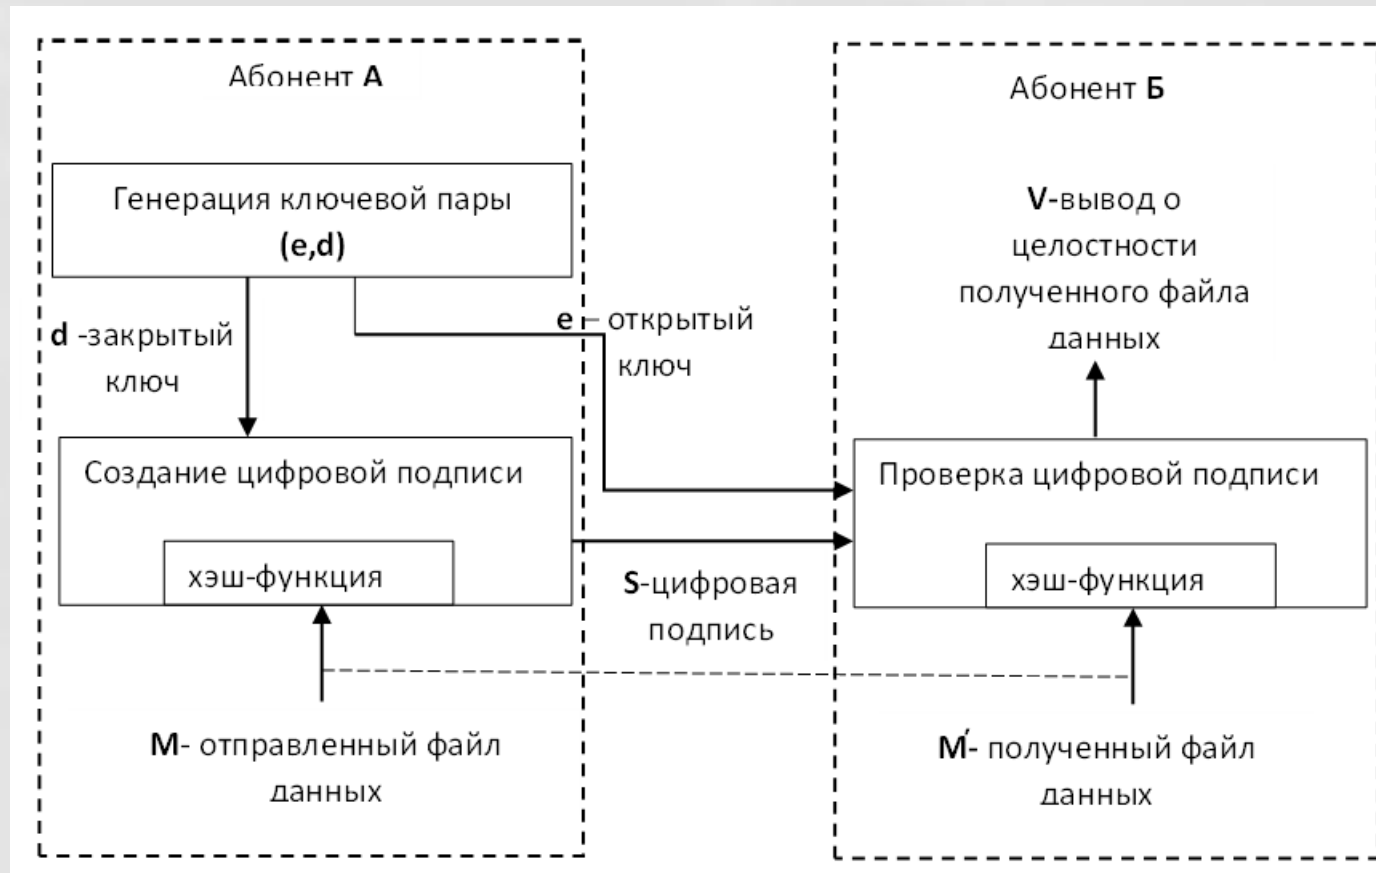 Абонент А
Генерация ключевой пары
(e,d)
d -закрытый
ключ
e – открытый
ключ
Создание цифровой подписи
хэш-функция
S-цифровая
подпись
M- отправленный файл
данных
Абонент Б
V-вывод о
целостности
полученного файла
данных
Проверка цифровой подписи
хэш-функция
M′- полученный файл
данных